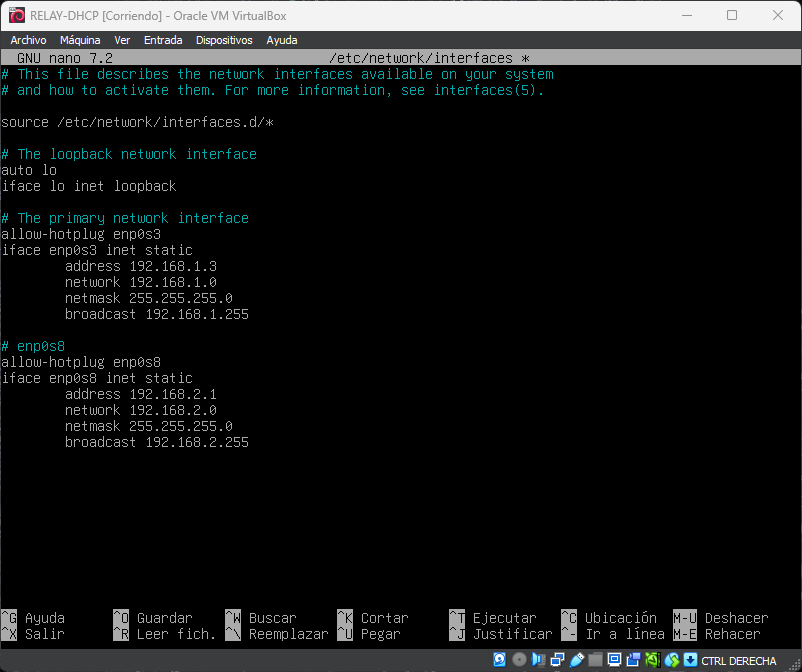 RELAY-DHCP [Corriendo] - Oracle VM VirtualBox
Archivo Máquina Ver Entrada Dispositivos Ayuda
GNU nano 7.2 /etc/network/interfaces *
# This file describes the network interfaces available on your system
# and how to activate them. For more information, see interfaces(5).
source /etc/network/interfaces.d/*
# The loopback network interface
auto lo
iface lo inet loopback
# The primary network interface
allow-hotplug enp0s3
iface enp0s3 inet static
address 192.168.1.3
network 192.168.1.0
netmask 255.255.255.0
broadcast 192.168.1.255
# enp0s8
allow-hotplug enp0s8
iface enp0s8 inet static
address 192.168.2.1
network 192.168.2.0
netmask 255.255.255.0
broadcast 192.168.2.255
^G Ayuda ^O Guardar ^W Buscar ^K Cortar ^T Ejecutar ^C Ubicación M-U Deshacer
^X Salir ^R Leer fich. ^\ Reemplazar ^U Pegar ^J Justificar ^- Ir a línea M-E Rehacer
CTRL DERECHA